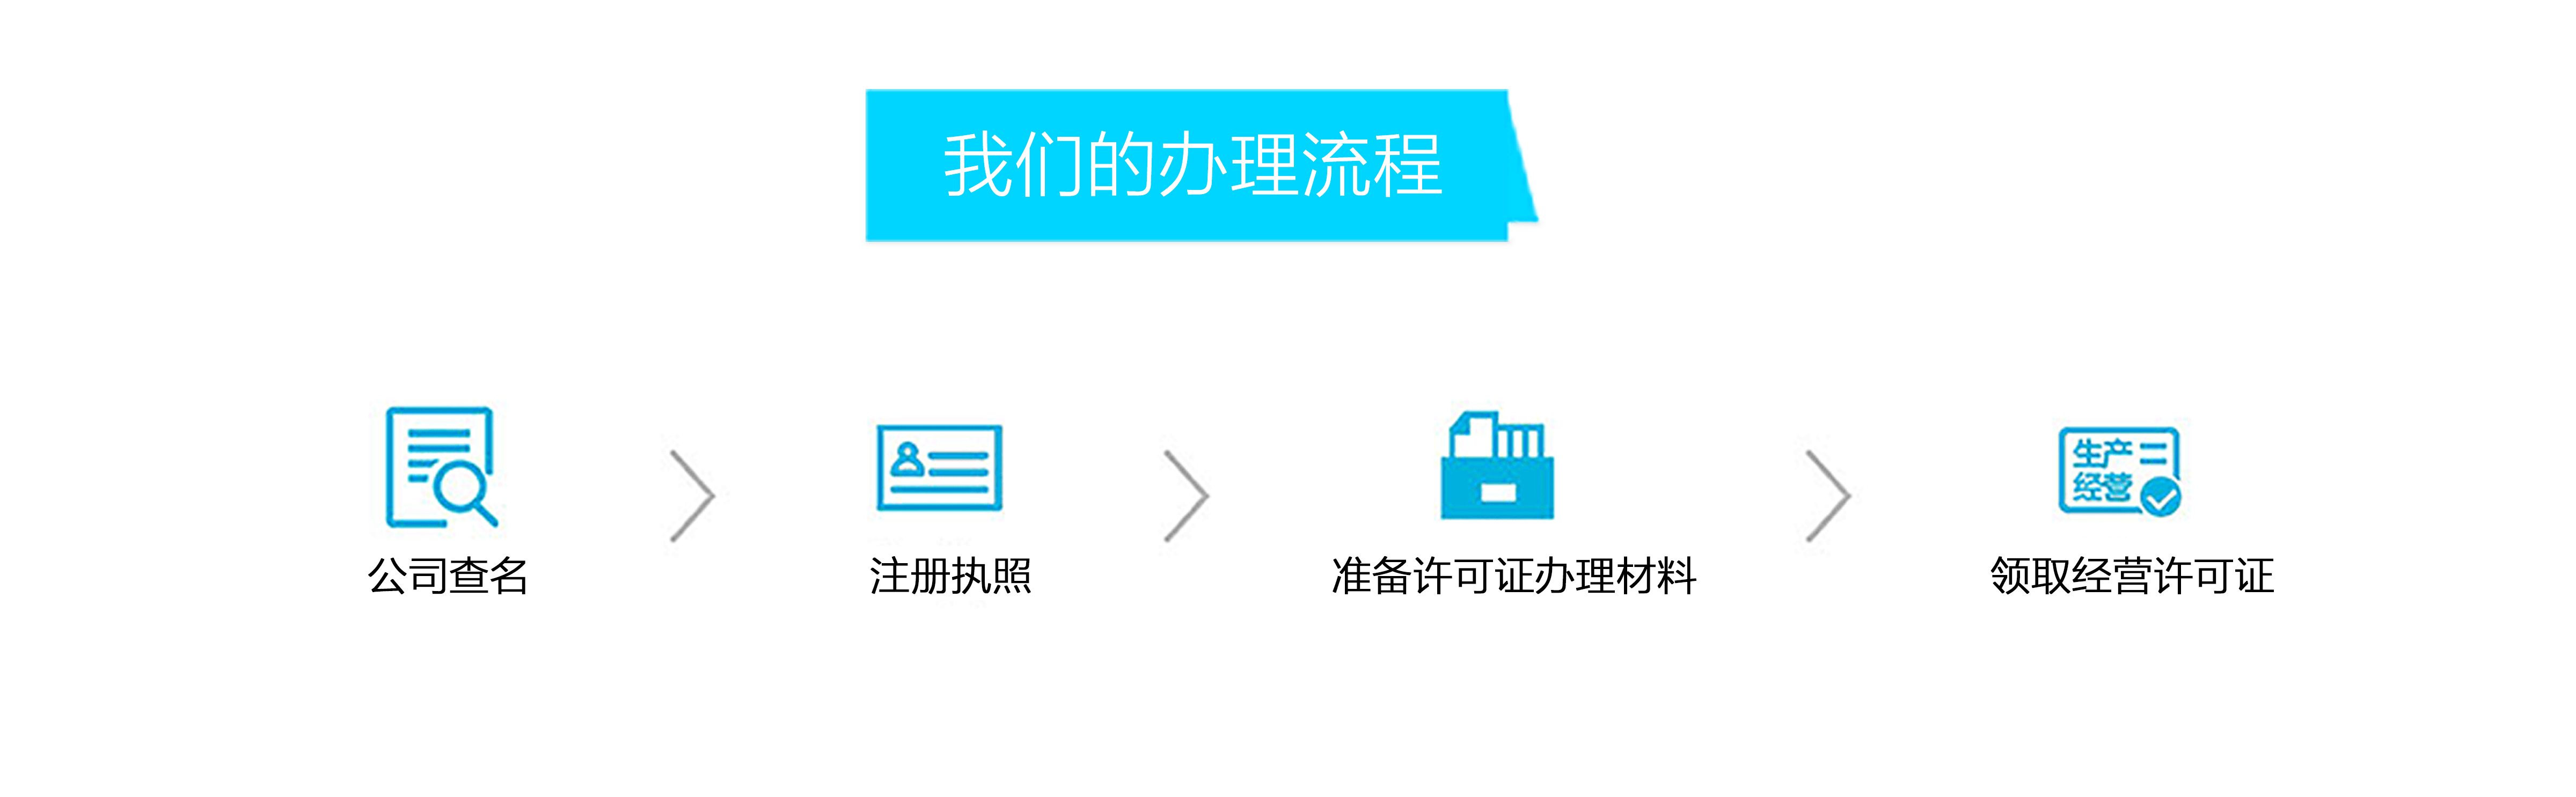 我们的办理流程
生产
经营
公司查名
注册执照
准备许可证办理材料
领取经营许可证